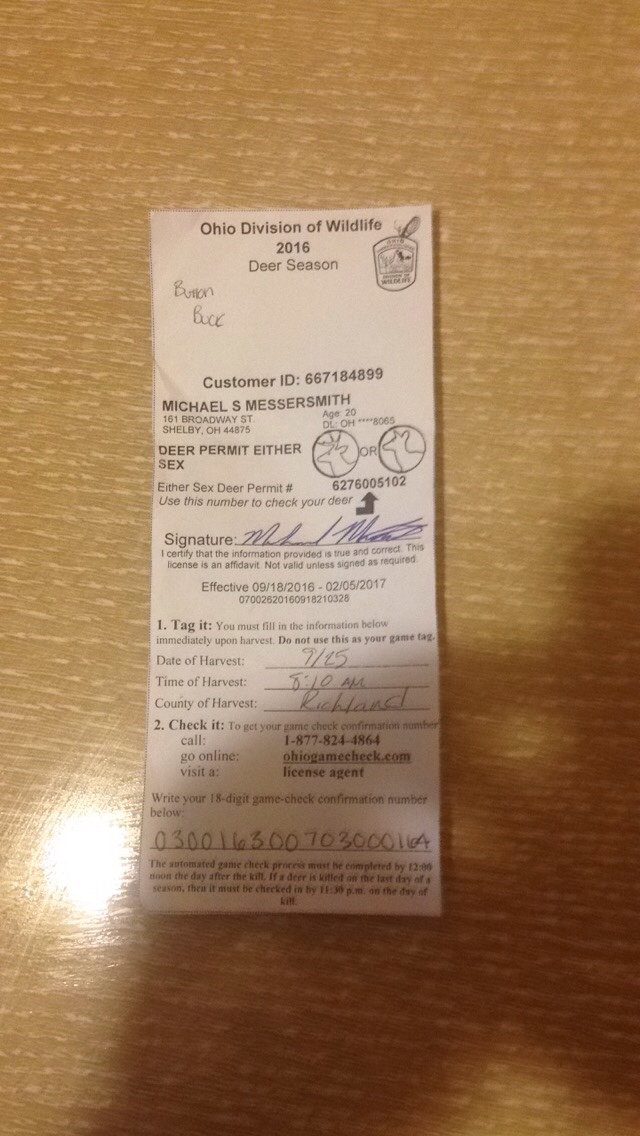 Ohio Division of Wildlife
2016
Deer Season
OHIO
WILDLIFE
Button
Buck
Customer ID: 667184899
MICHAEL S MESSERSMITH
161 BROADWAY ST
Age: 20
SHELBY, OH 44875
DL: OH ****8065
DEER PERMIT EITHER
SEX
OR
Either Sex Deer Permit # 6276005102
Use this number to check your deer
Signature:
I certify that the information provided is true and correct. This
license is an affidavit. Not valid unless signed as required.
Effective 09/18/2016 - 02/05/2017
07002620160918210328
1. Tag it: You must fill in the information below
immediately upon harvest. Do not use this as your game tag.
Date of Harvest: 9/25
Time of Harvest: 8:10 AM
County of Harvest: Richland
2. Check it: To get your game check confirmation number
call: 1-877-824-4864
go online: ohiogamecheck.com
visit a: license agent
Write your 18-digit game-check confirmation number
below:
The automated game check process must be completed by 12:00
noon the day after the kill. If a deer is killed on the last day of a
season, then it must be checked in by 11:30 p.m. on the day of
kill.